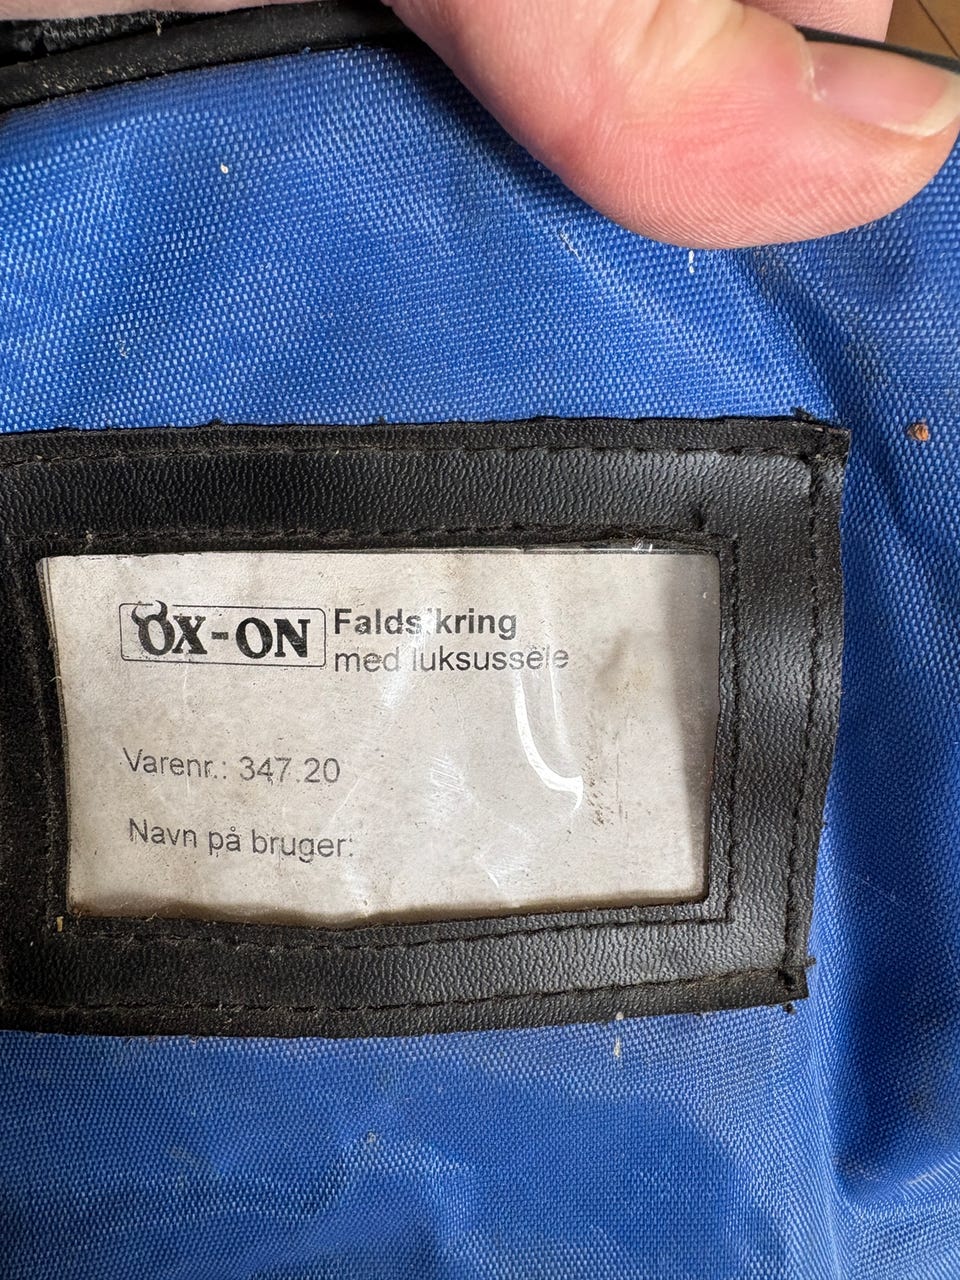 OX-ON
Faldsikring
med luksussele
Varenr.: 347.20
Navn på bruger: